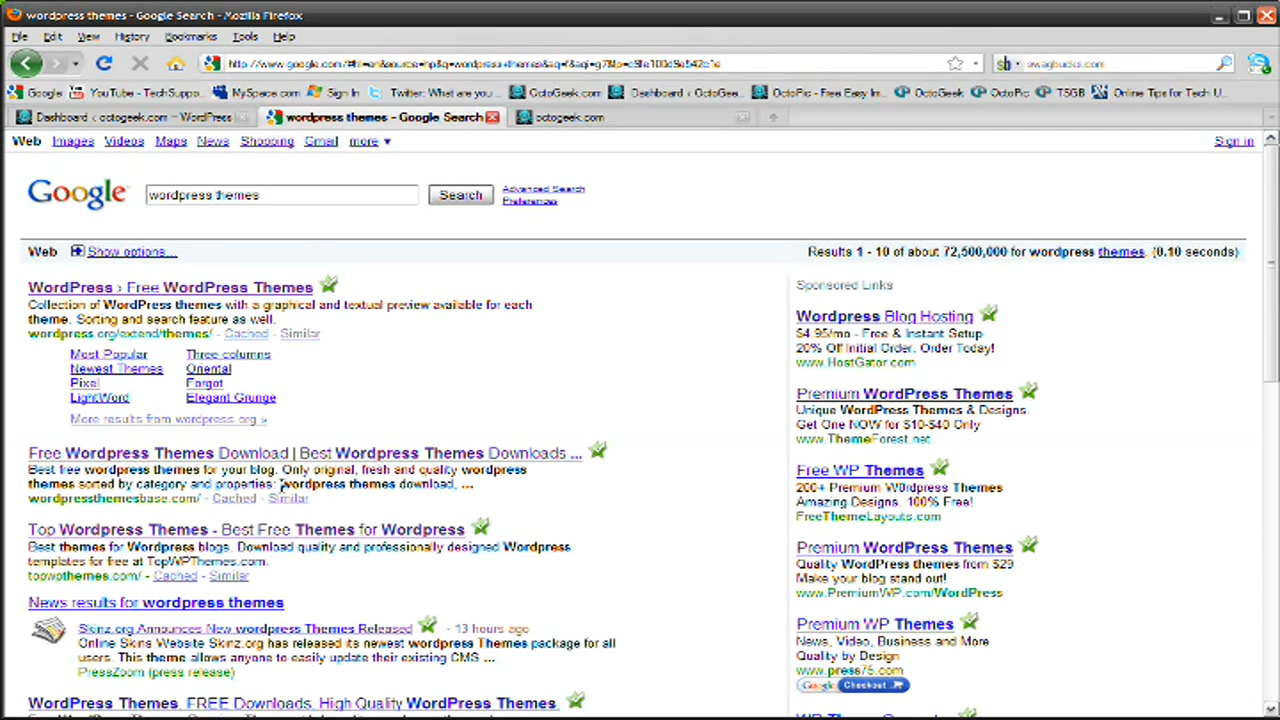 wordpress themes - Google Search - Mozilla Firefox
File Edit View History Bookmarks Tools Help
swagbucks.com
Google YouTube - TechSuppo... MySpace.com Sign In Twitter: What are you ... OctoGeek.com Dashboard ‹ OctoGee... OctoPic - Free Easy Im... OctoGeek OctoPic TSGB Online Tips for Tech U...
Dashboard ‹ octogeek.com — WordPress wordpress themes - Google Search octogeek.com
Web Images Videos Maps News Shopping Gmail more ▼ Sign in
Google wordpress themes Search Advanced Search
Preferences
Web Show options... Results 1 - 10 of about 72,500,000 for wordpress themes. (0.10 seconds)
WordPress › Free WordPress Themes
Collection of WordPress themes with a graphical and textual preview available for each
theme. Sorting and search feature as well.
wordpress.org/extend/themes/ - Cached - Similar
Most Popular Three columns
Newest Themes Oriental
Pixel Forgot
LightWord Elegant Grunge
More results from wordpress.org »
Free Wordpress Themes Download | Best Wordpress Themes Downloads ...
Best free wordpress themes for your blog. Only original, fresh and quality wordpress
themes sorted by category and properties: wordpress themes download, ...
wordpressthemesbase.com/ - Cached - Similar
Top Wordpress Themes - Best Free Themes for Wordpress
Best themes for Wordpress blogs. Download quality and professionally designed Wordpress
templates for free at TopWPThemes.com.
topwpthemes.com/ - Cached - Similar
News results for wordpress themes
Skinz.org Announces New wordpress Themes Released - 13 hours ago
Online Skins Website Skinz.org has released its newest wordpress Themes package for all
users. This theme allows anyone to easily update their existing CMS ...
PressZoom (press release)
WordPress Themes, FREE Downloads, High Quality WordPress Themes.
Sponsored Links
Wordpress Blog Hosting
$4.95/mo - Free & Instant Setup
20% Off Initial Order. Order Today!
www.HostGator.com
Premium WordPress Themes
Unique WordPress Themes & Designs.
Get One NOW for $10-$40 Only
www.ThemeForest.net
Free WP Themes
200+ Premium W0rdpress Themes
Amazing Designs. 100% Free!
FreeThemeLayouts.com
Premium WordPress Themes
Quality WordPress themes from $29
Make your blog stand out!
www.PremiumWP.com/WordPress
Premium WP Themes
News, Video, Business and More
Quality by Design
www.press75.com
Google Checkout